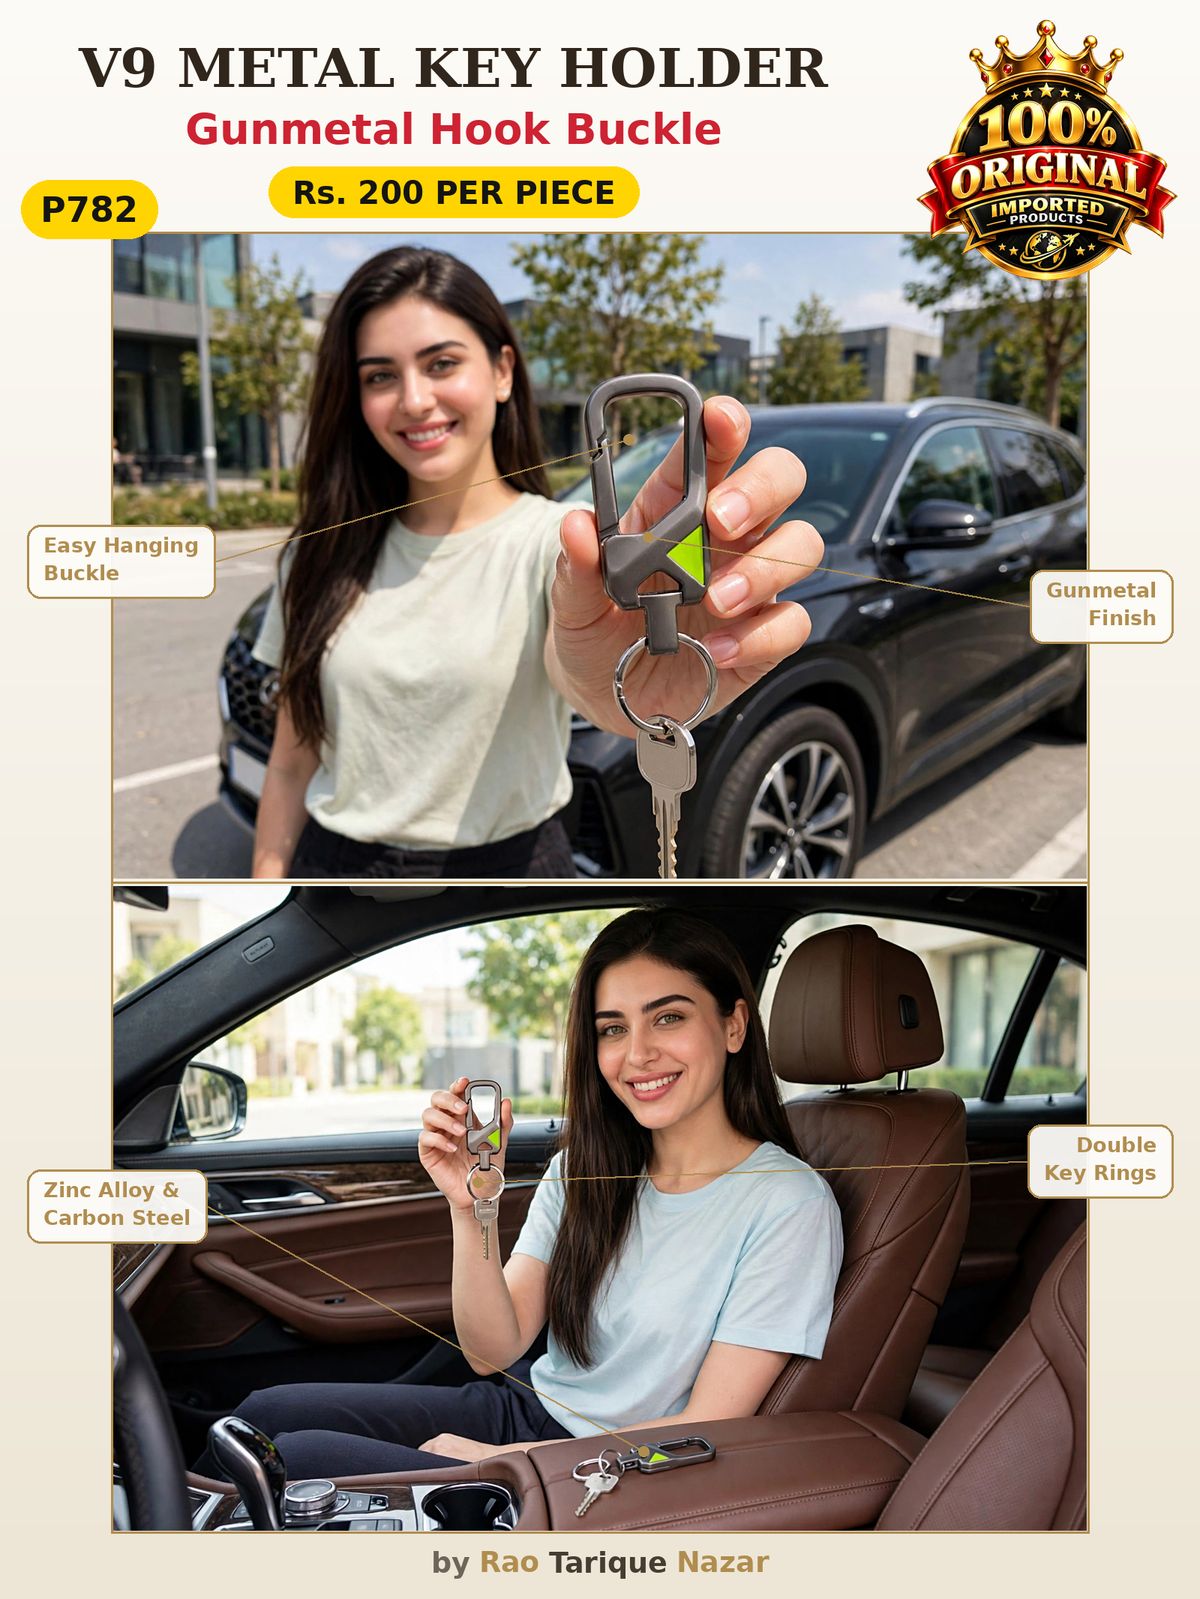 V9 METAL KEY HOLDER
Gunmetal Hook Buckle
Rs. 200 PER PIECE
P782
100%
ORIGINAL
IMPORTED
PRODUCTS
Easy Hanging
Buckle
Gunmetal
Finish
Double
Key Rings
Zinc Alloy &
Carbon Steel
by Rao Tarique Nazar